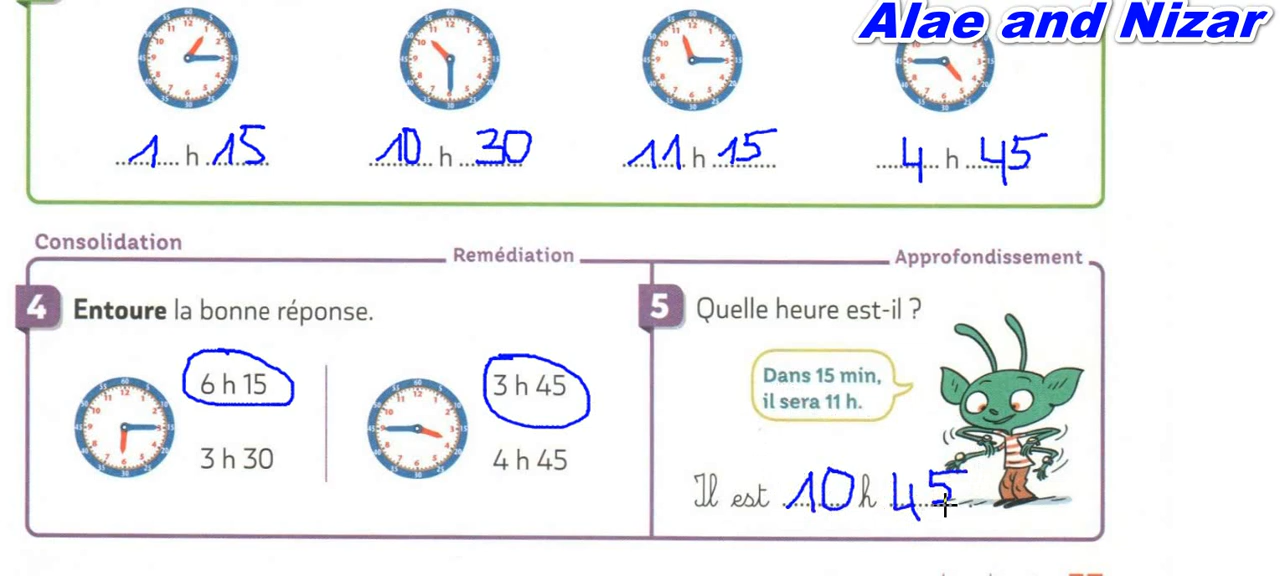 Alae and Nizar
1 h 15
10 h 30
11 h 15
4 h 45
Consolidation
Remédiation
Approfondissement
4 Entoure la bonne réponse.
6 h 15
3 h 30
3 h 45
4 h 45
5 Quelle heure est-il ?
Dans 15 min,
il sera 11 h.
Il est 10 h 45.